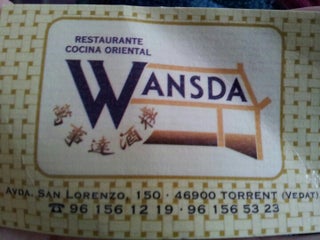 RESTAURANTE
COCINA ORIENTAL
WANSDA
萬事達酒樓
AVDA. SAN LORENZO, 150 · 46900 TORRENT (VEDAT)
☎ 96 156 12 19 · 96 156 53 23